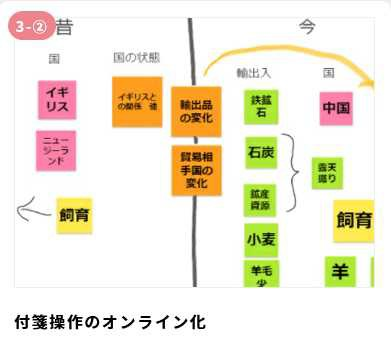 3-②
昔
今
国
国の状態
輸出入
国
イギ
リス
イギリスと
の関係 備
輸出品
の変化
鉄鉱
石
中国
ニュー
ジーラ
ンド
貿易相
手国の
変化
石炭
露天
掘り
鉱産
資源
飼育
飼育
小麦
羊毛
羊
付箋操作のオンライン化